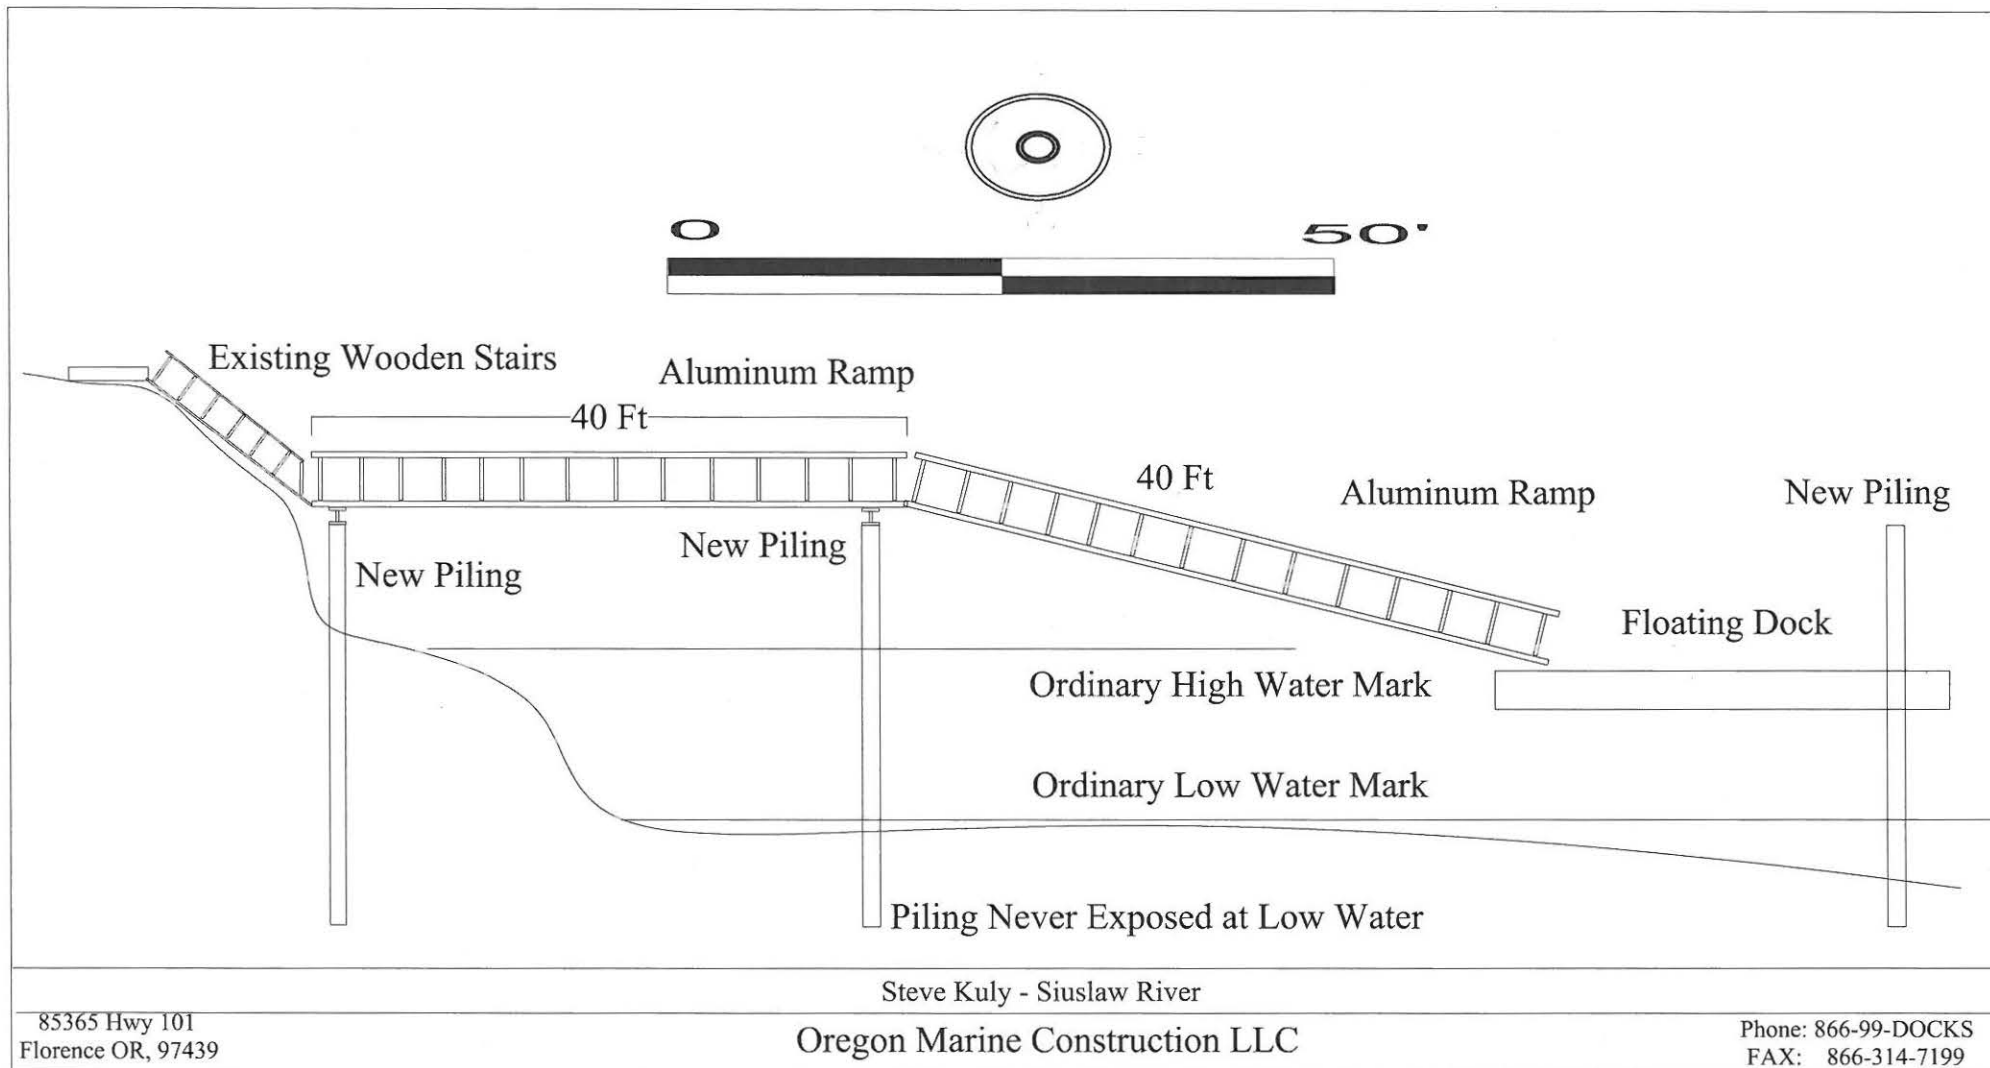 0
50'
Existing Wooden Stairs
Aluminum Ramp
40 Ft
40 Ft
Aluminum Ramp
New Piling
New Piling
New Piling
Floating Dock
Ordinary High Water Mark
Ordinary Low Water Mark
Piling Never Exposed at Low Water
Steve Kuly - Siuslaw River
85365 Hwy 101
Florence OR, 97439
Oregon Marine Construction LLC
Phone: 866-99-DOCKS
FAX: 866-314-7199